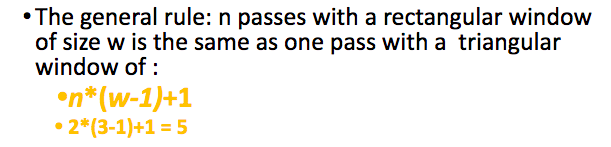 •The general rule: n passes with a rectangular window
of size w is the same as one pass with a triangular
window of :
•n*(w-1)+1
• 2*(3-1)+1 = 5